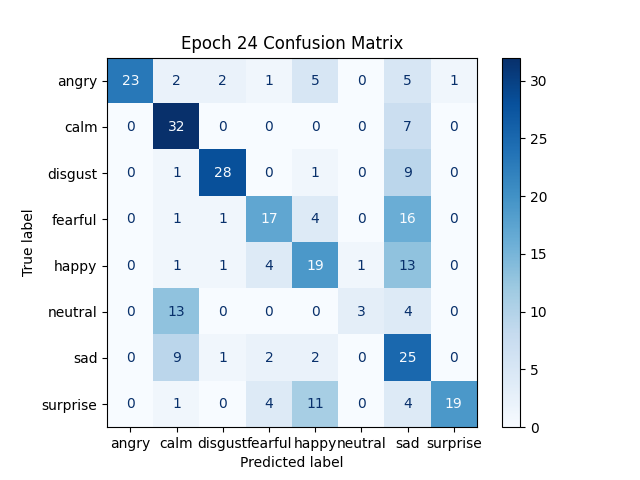 Epoch 24 Confusion Matrix
angry 23 2 2 1 5 0 5 1
calm 0 32 0 0 0 0 7 0
disgust 0 1 28 0 1 0 9 0
fearful 0 1 1 17 4 0 16 0
happy 0 1 1 4 19 1 13 0
neutral 0 13 0 0 0 3 4 0
sad 0 9 1 2 2 0 25 0
surprise 0 1 0 4 11 0 4 19
angry calm disgust fearful happy neutral sad surprise
Predicted label
True label
30
25
20
15
10
5
0